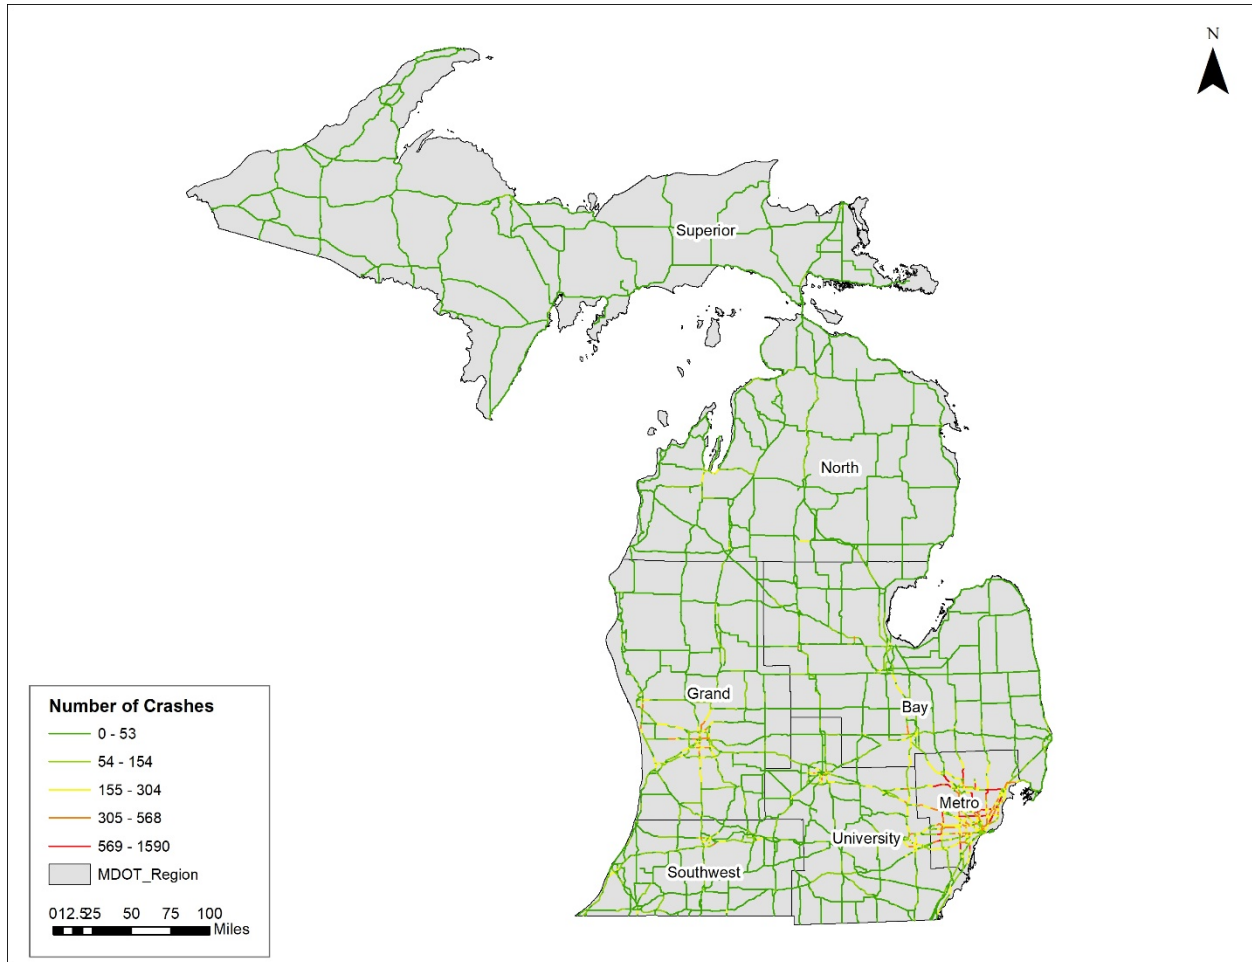 N
Superior
North
Grand
Bay
Metro
University
Southwest
Number of Crashes
0 - 53
54 - 154
155 - 304
305 - 568
569 - 1590
MDOT_Region
012.525 50 75 100
Miles